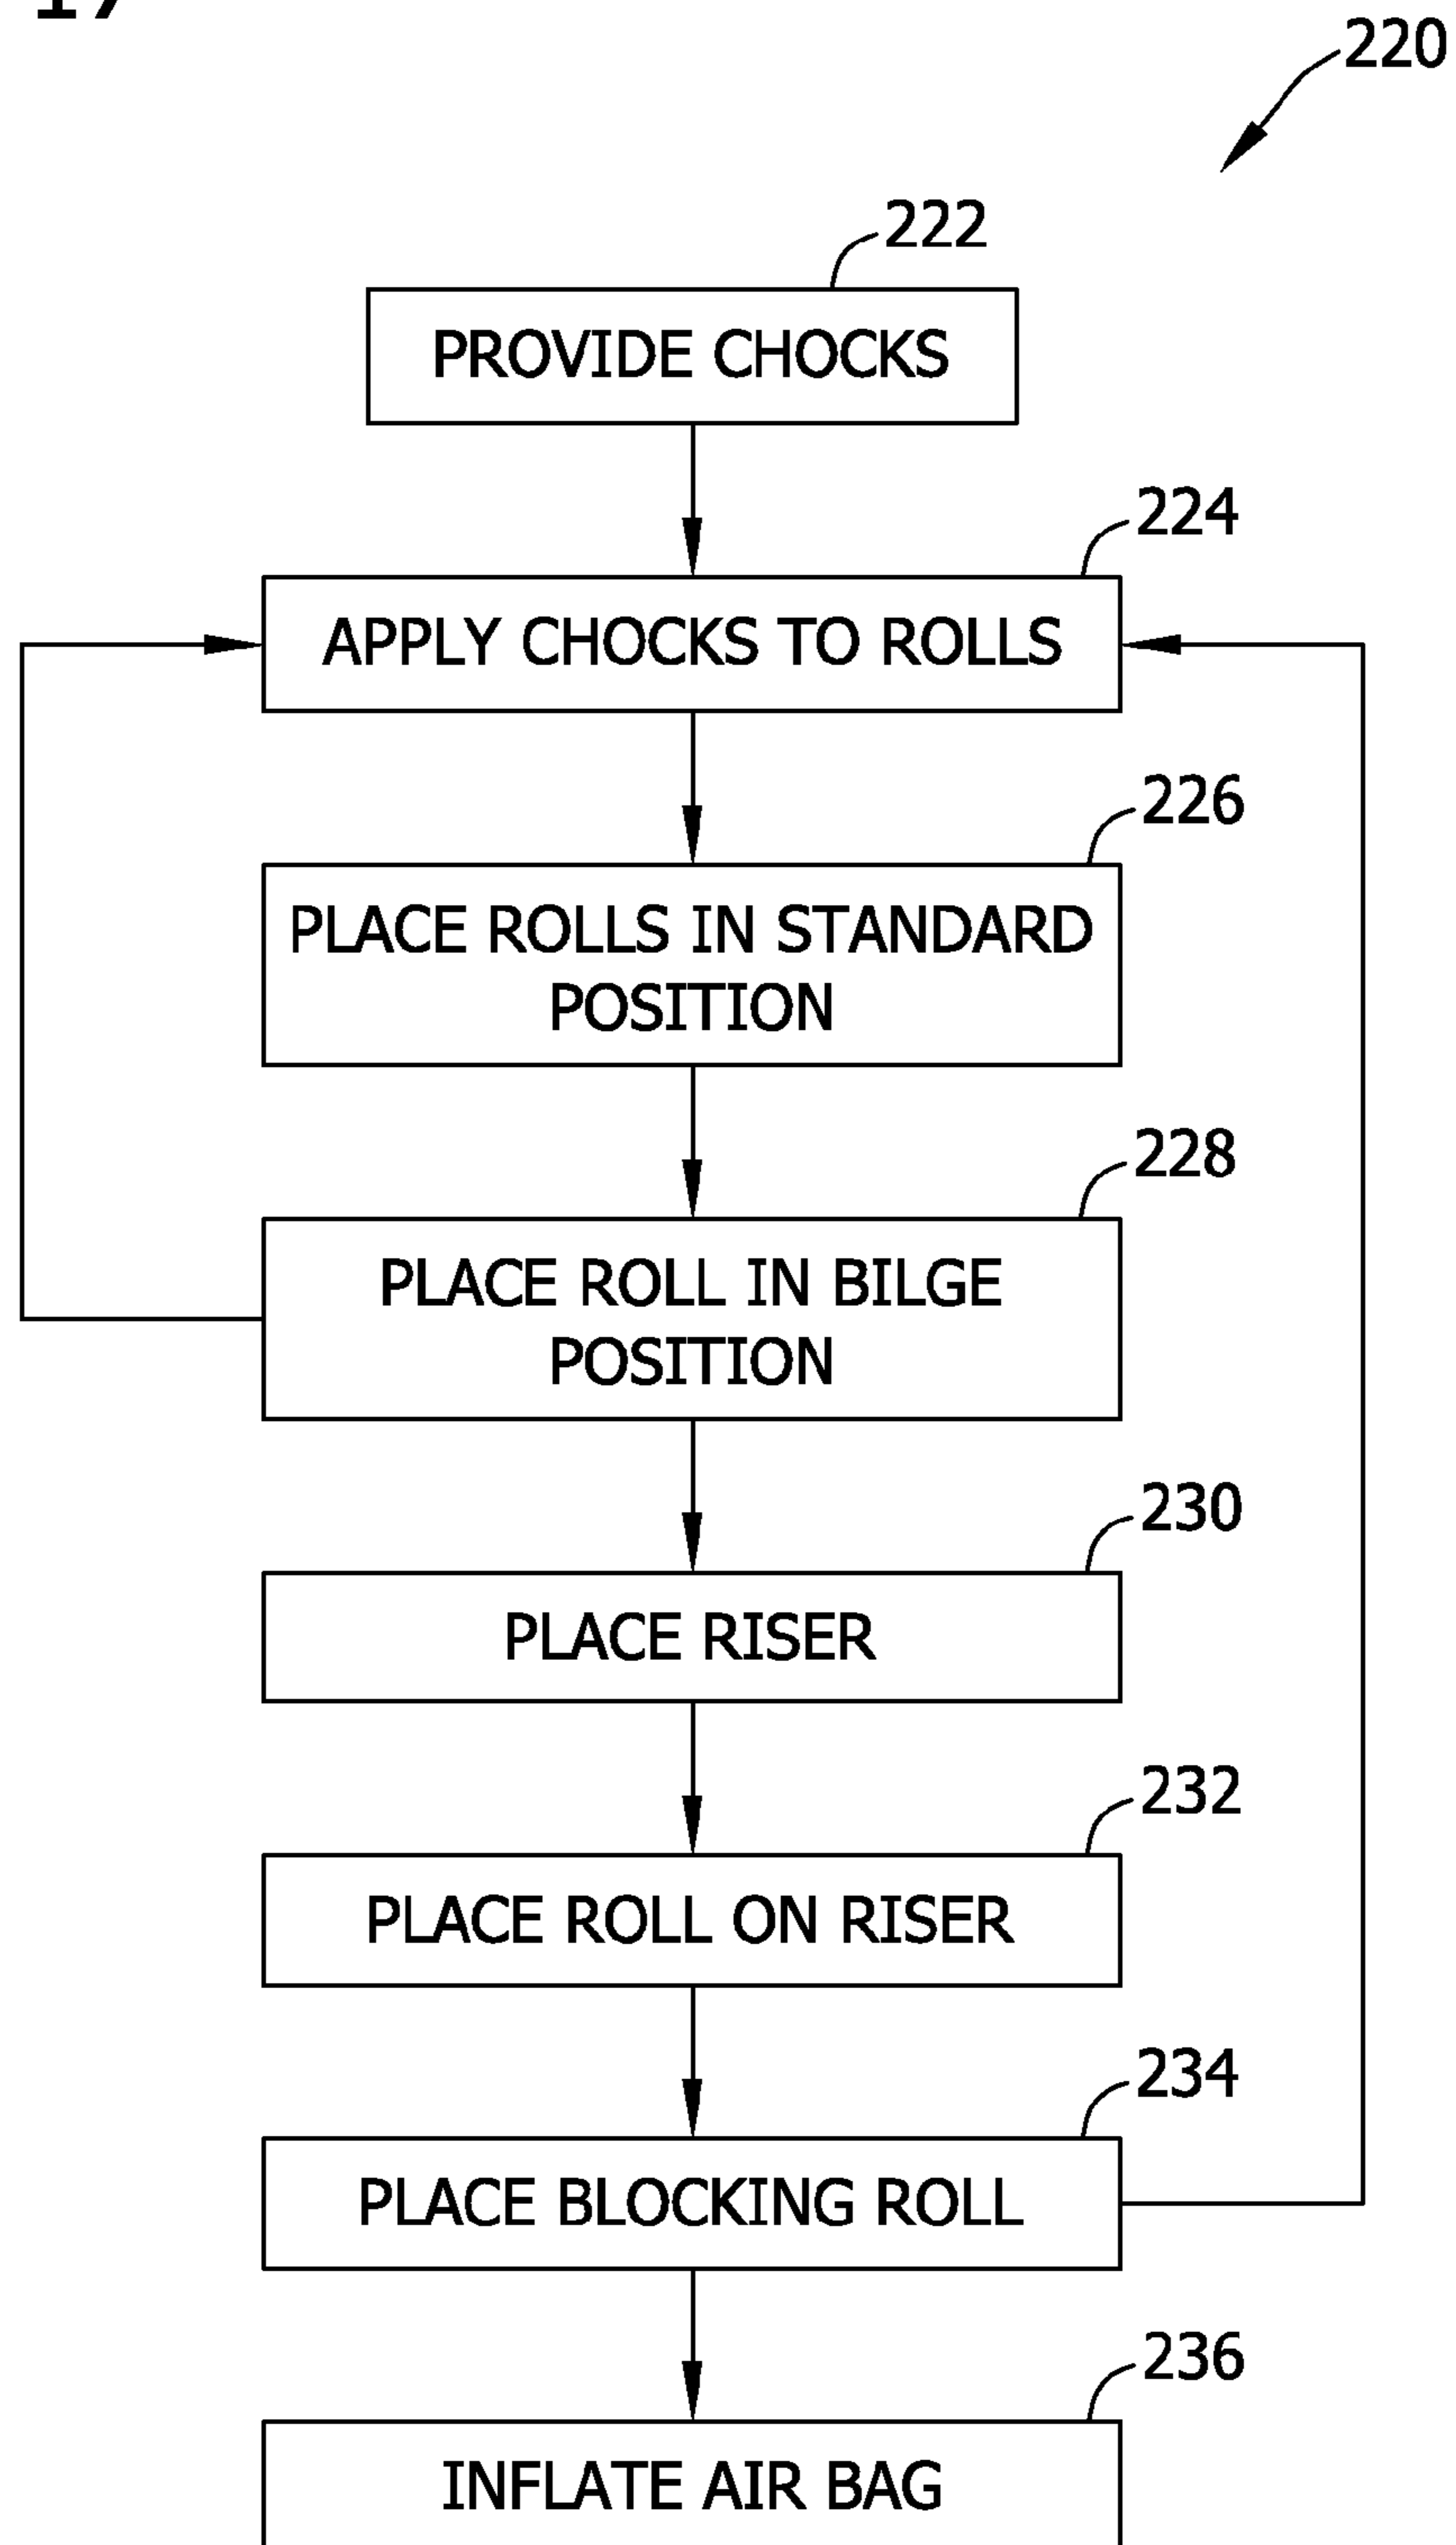 220
222
PROVIDE CHOCKS
224
APPLY CHOCKS TO ROLLS
226
PLACE ROLLS IN STANDARD
POSITION
228
PLACE ROLL IN BILGE
POSITION
230
PLACE RISER
232
PLACE ROLL ON RISER
234
PLACE BLOCKING ROLL
236
INFLATE AIR BAG